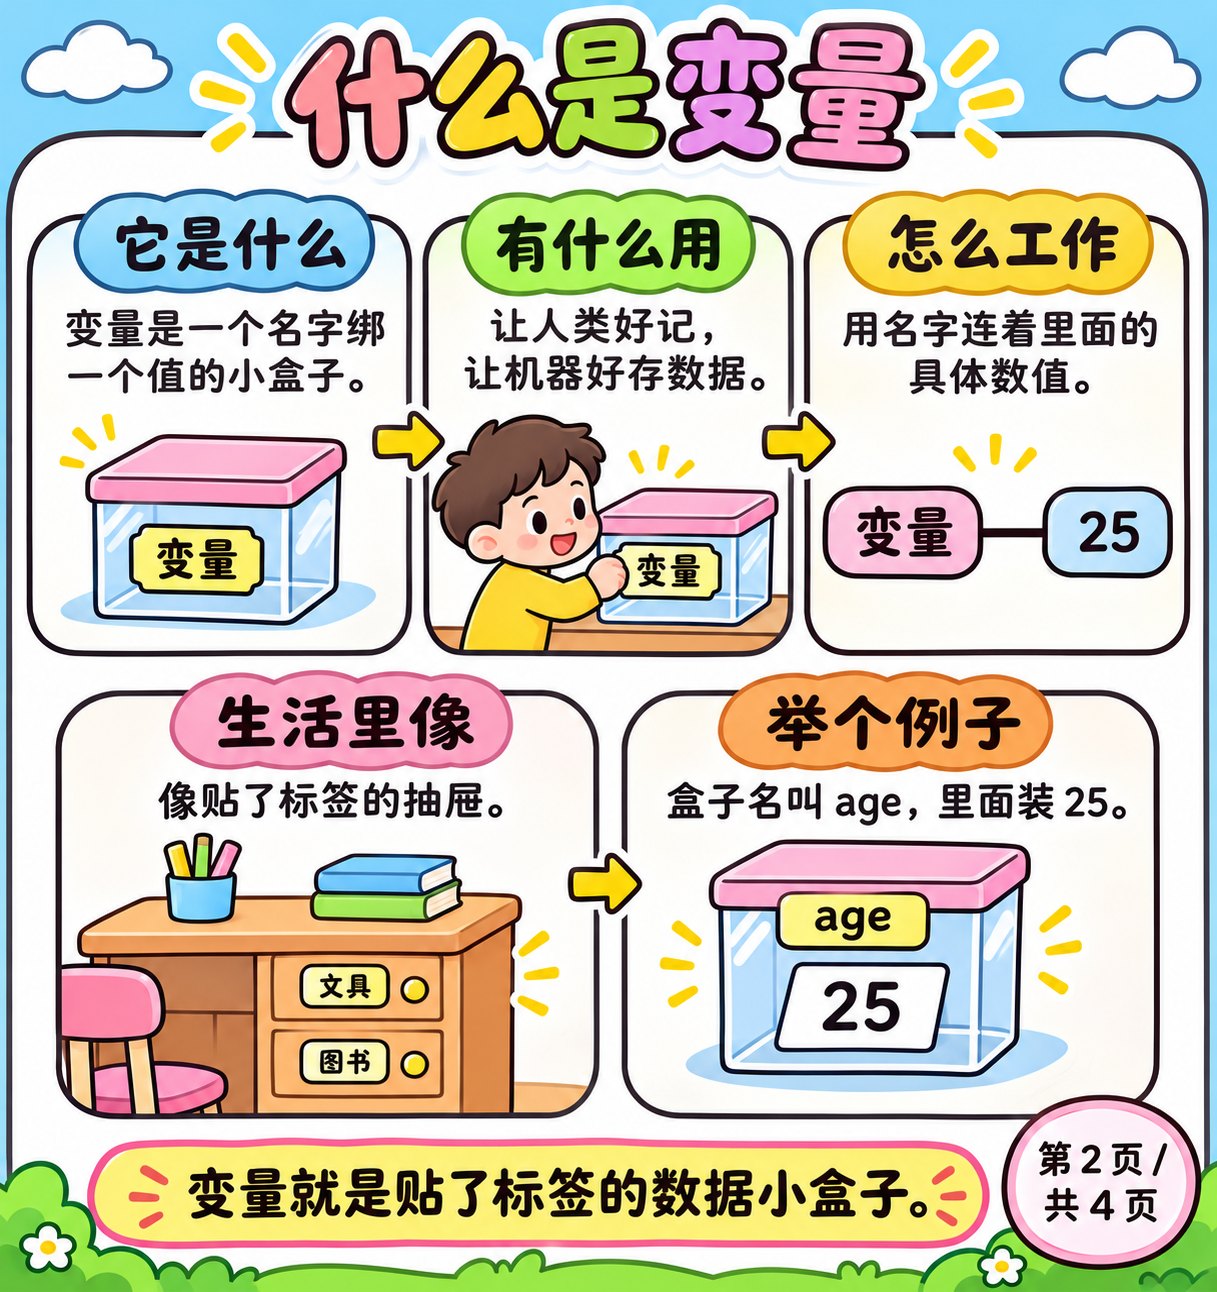 什么是变量
它是什么
变量是一个名字绑
一个值的小盒子。
变量
有什么用
让人类好记，
让机器好存数据。
变量
怎么工作
用名字连着里面的
具体数值。
变量
25
生活里像
像贴了标签的抽屉。
文具
图书
举个例子
盒子名叫 age，里面装 25。
age
25
变量就是贴了标签的数据小盒子。
第 2 页 /
共 4 页